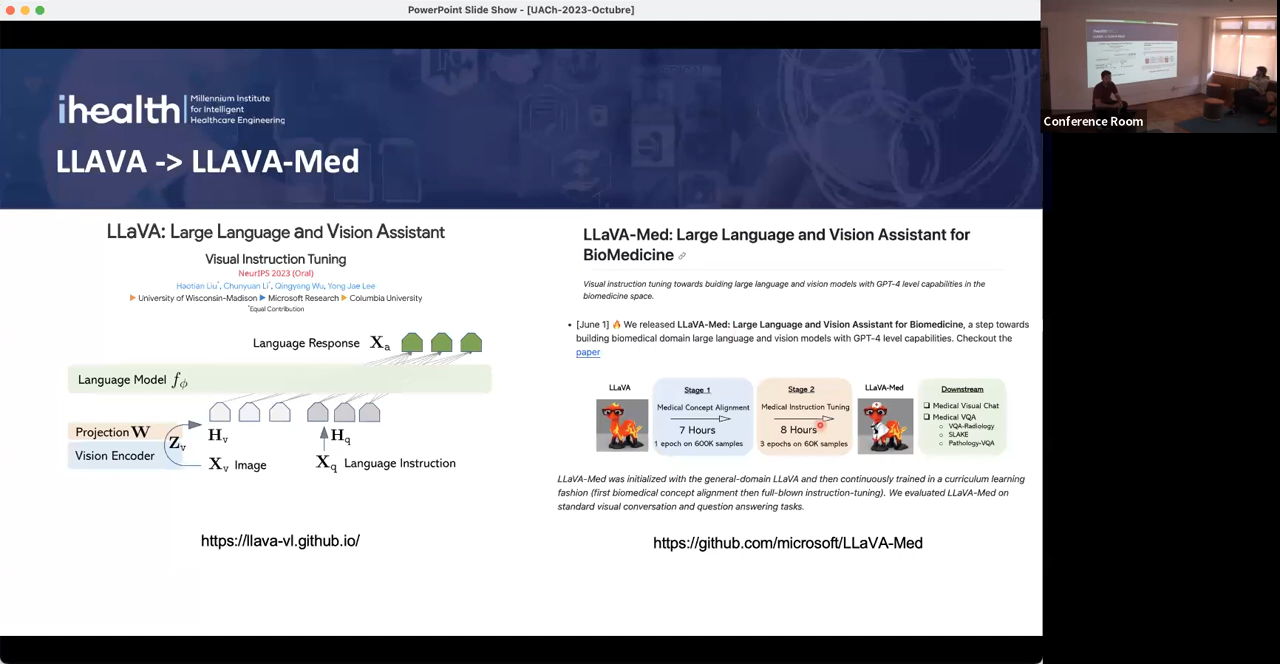 PowerPoint Slide Show - [UACh-2023-Octubre]
Conference Room
ihealth
Millennium Institute
for Intelligent
Healthcare Engineering
LLAVA -> LLAVA-Med
LLaVA: Large Language and Vision Assistant
Visual Instruction Tuning
NeurIPS 2023 (Oral)
Haotian Liu*, Chunyuan Li*, Qingyang Wu, Yong Jae Lee
▶ University of Wisconsin-Madison ▶ Microsoft Research ▶ Columbia University
*Equal Contribution
Language Response Xa
Language Model fϕ
Projection W
Zv
Hv
Hq
Vision Encoder
Xv Image
Xq Language Instruction
https://llava-vl.github.io/
LLaVA-Med: Large Language and Vision Assistant for
BioMedicine
Visual instruction tuning towards buiding large language and vision models with GPT-4 level capabilities in the
biomedicine space.
• [June 1] 🔥 We released LLaVA-Med: Large Language and Vision Assistant for Biomedicine, a step towards
building biomedical domain large language and vision models with GPT-4 level capabilities. Checkout the
paper
LLaVA
Stage 1
Medical Concept Alignment
7 Hours
1 epoch on 600K samples
Stage 2
Medical Instruction Tuning
8 Hours
3 epochs on 60K samples
LLaVA-Med
Downstream
❑ Medical Visual Chat
❑ Medical VQA
o VQA-Radiology
o SLAKE
o Pathology-VQA
LLaVA-Med was initialized with the general-domain LLaVA and then continuously trained in a curriculum learning
fashion (first biomedical concept alignment then full-blown instruction-tuning). We evaluated LLaVA-Med on
standard visual conversation and question answering tasks.
https://github.com/microsoft/LLaVA-Med